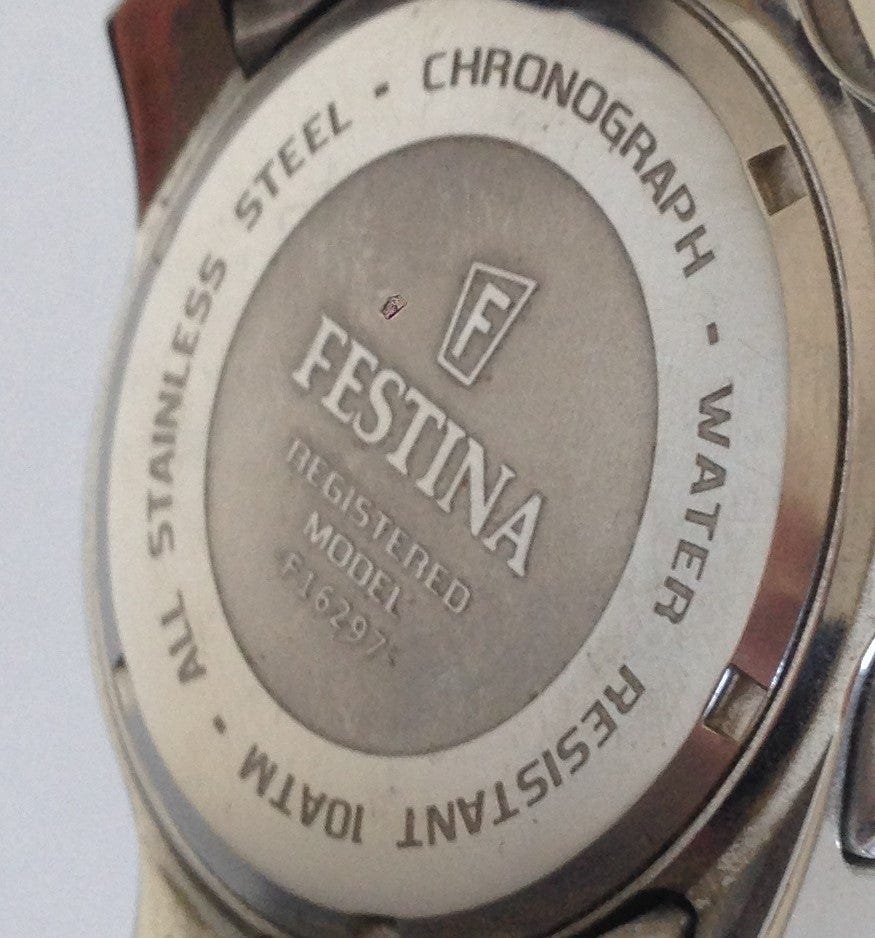 ALL STAINLESS STEEL - CHRONOGRAPH - WATER RESISTANT 10ATM -
F
FESTINA
REGISTERED
MODEL